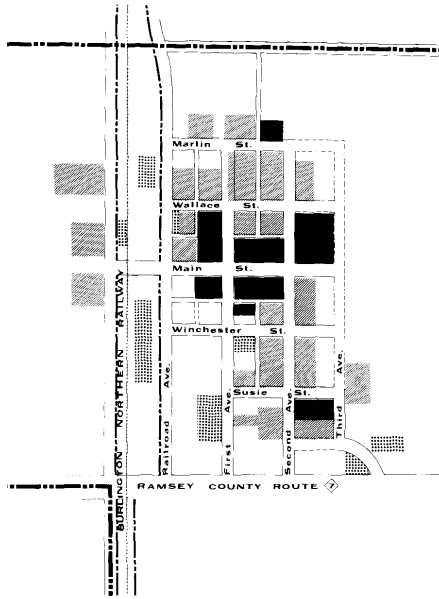 Marlin St.
Wallace St.
Main St.
Winchester St.
Susie St.
BURLINGTON NORTHERN RAILWAY
Railroad Ave.
First Ave.
Second Ave.
Third Ave.
RAMSEY COUNTY ROUTE 7